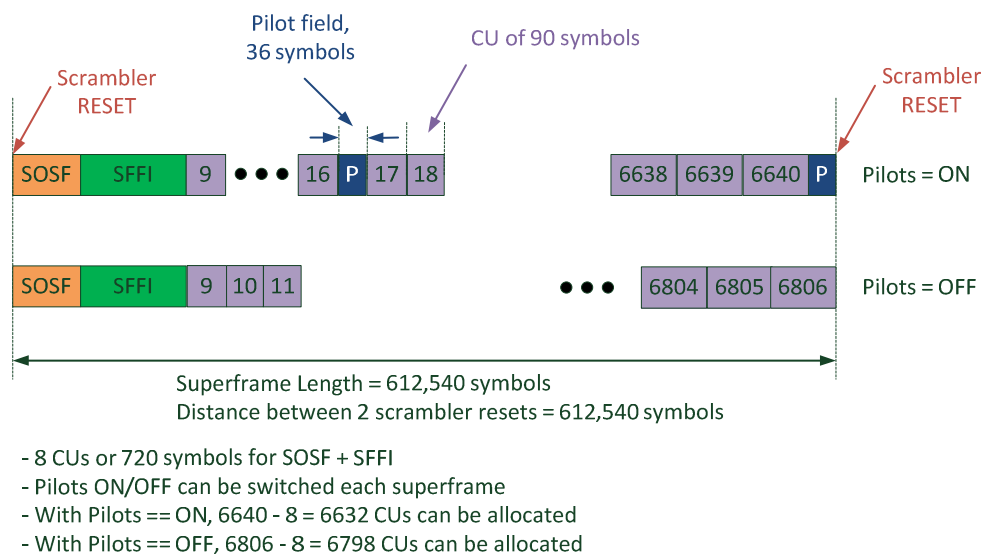 Pilot field,
36 symbols
CU of 90 symbols
Scrambler
RESET
Scrambler
RESET
SOSF SFFI 9 16 P 17 18 6638 6639 6640 P Pilots = ON
SOSF SFFI 9 10 11 6804 6805 6806 Pilots = OFF
Superframe Length = 612,540 symbols
Distance between 2 scrambler resets = 612,540 symbols
- 8 CUs or 720 symbols for SOSF + SFFI
- Pilots ON/OFF can be switched each superframe
- With Pilots == ON, 6640 - 8 = 6632 CUs can be allocated
- With Pilots == OFF, 6806 - 8 = 6798 CUs can be allocated